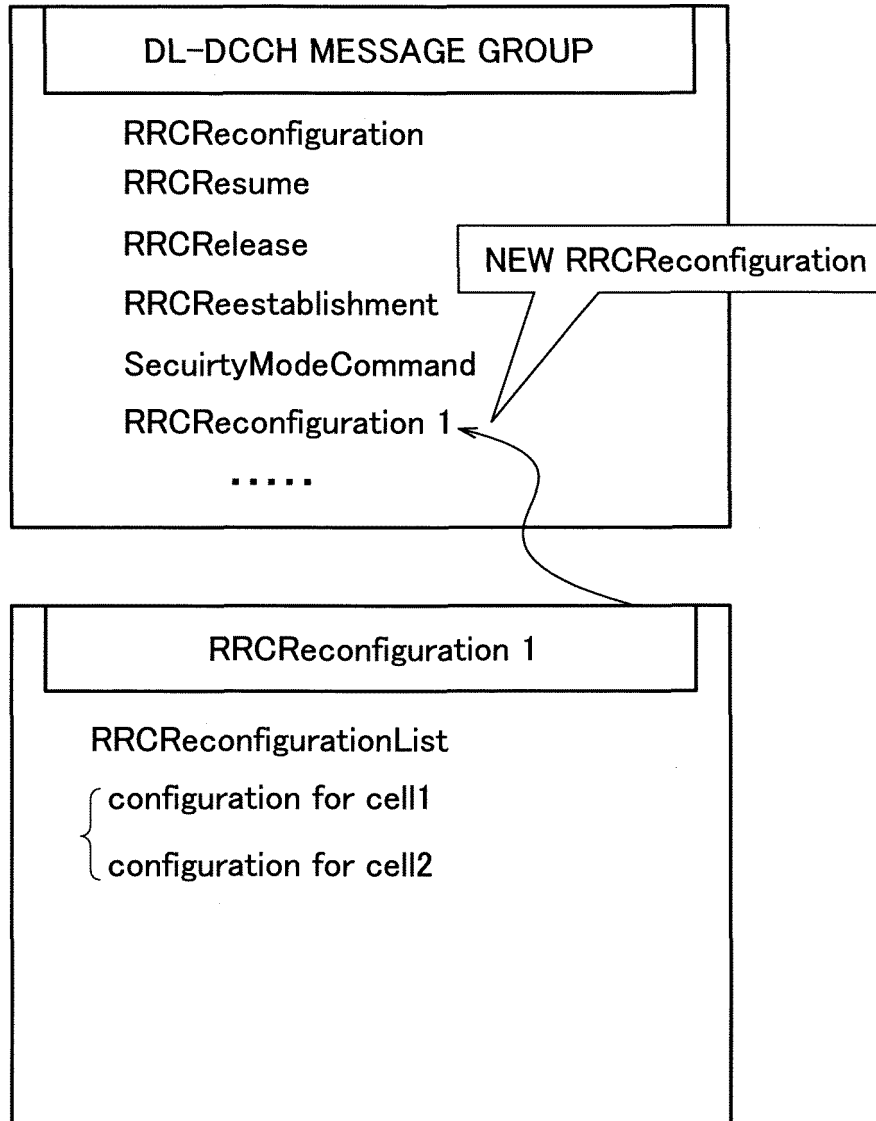 DL-DCCH MESSAGE GROUP
RRCReconfiguration
RRCResume
RRCRelease
NEW RRCReconfiguration
RRCReestablishment
SecuirtyModeCommand
RRCReconfiguration 1
.....
RRCReconfiguration 1
RRCReconfigurationList
configuration for cell1
configuration for cell2